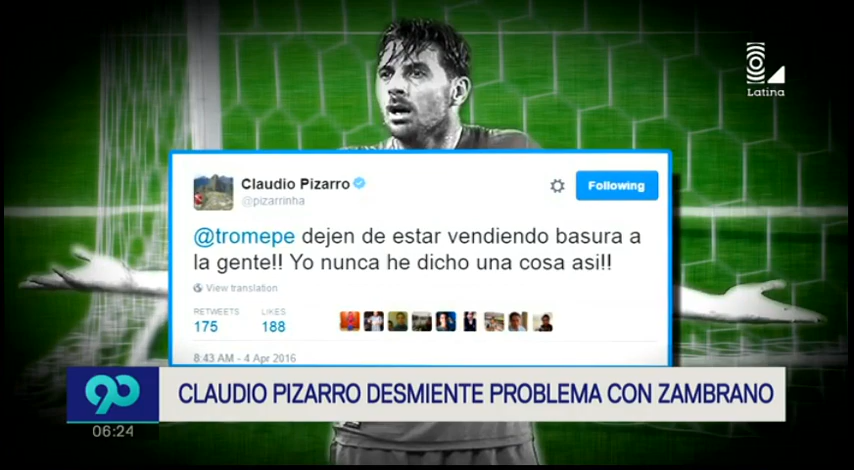 Latina
Claudio Pizarro
@pizarrinha
Following
@tromepe dejen de estar vendiendo basura a
la gente!! Yo nunca he dicho una cosa asi!!
View translation
RETWEETS
LIKES
175
188
8:43 AM - 4 Apr 2016
90
CLAUDIO PIZARRO DESMIENTE PROBLEMA CON ZAMBRANO
06:24